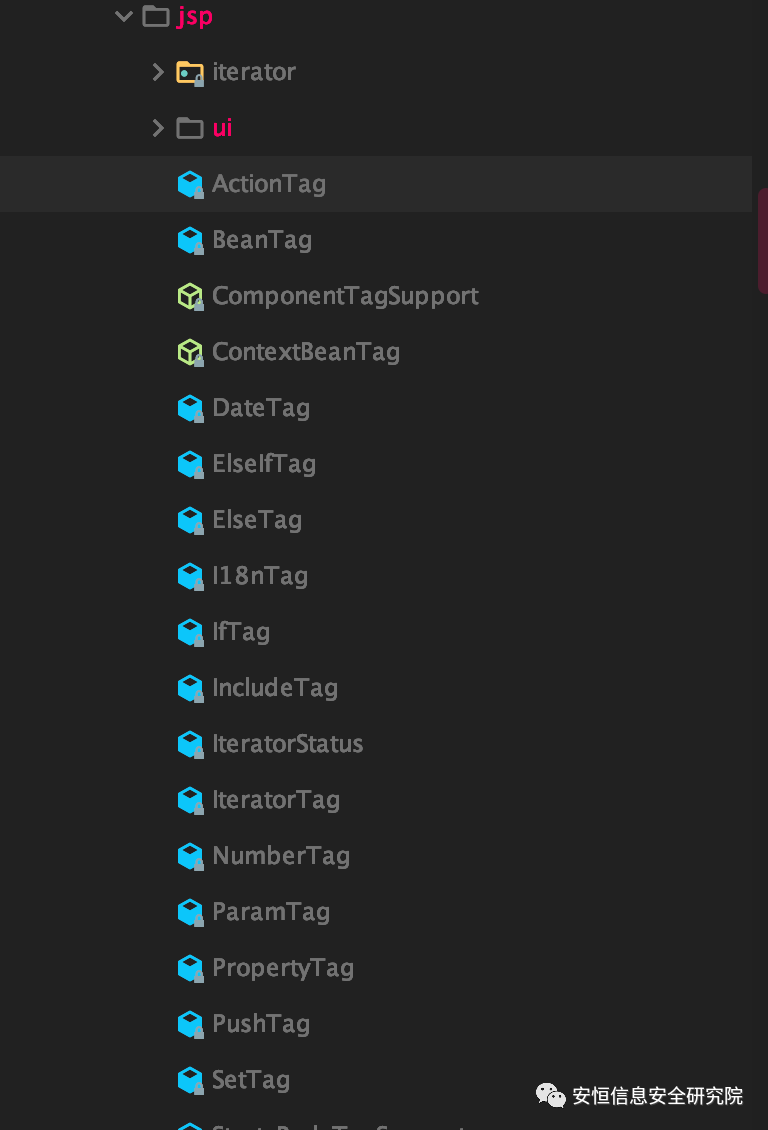 jsp
iterator
ui
ActionTag
BeanTag
ComponentTagSupport
ContextBeanTag
DateTag
ElseIfTag
ElseTag
I18nTag
IfTag
IncludeTag
IteratorStatus
IteratorTag
NumberTag
ParamTag
PropertyTag
PushTag
SetTag
安恒信息安全研究院